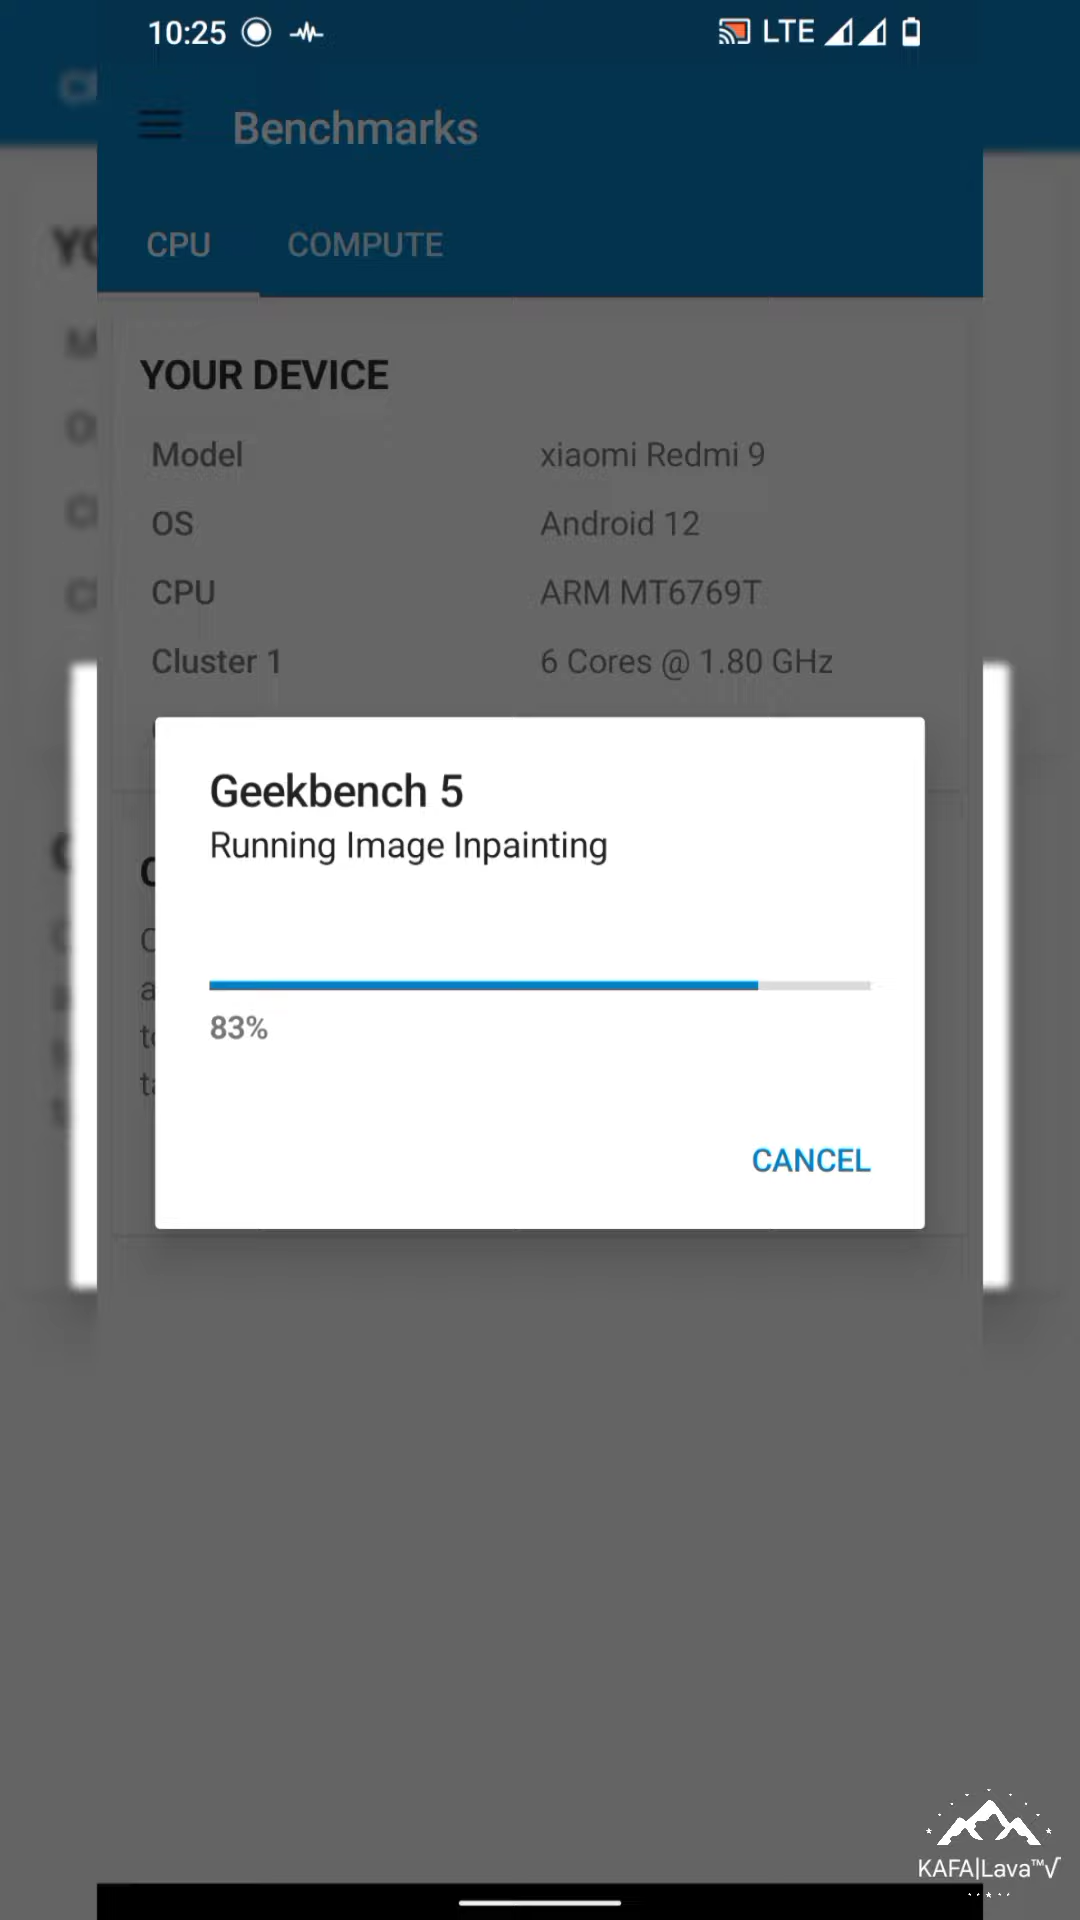 10:25
LTE
Benchmarks
CPU COMPUTE
YOUR DEVICE
Model xiaomi Redmi 9
OS Android 12
CPU ARM MT6769T
Cluster 1 6 Cores @ 1.80 GHz
Geekbench 5
Running Image Inpainting
83%
CANCEL
KAFA|Lava™√